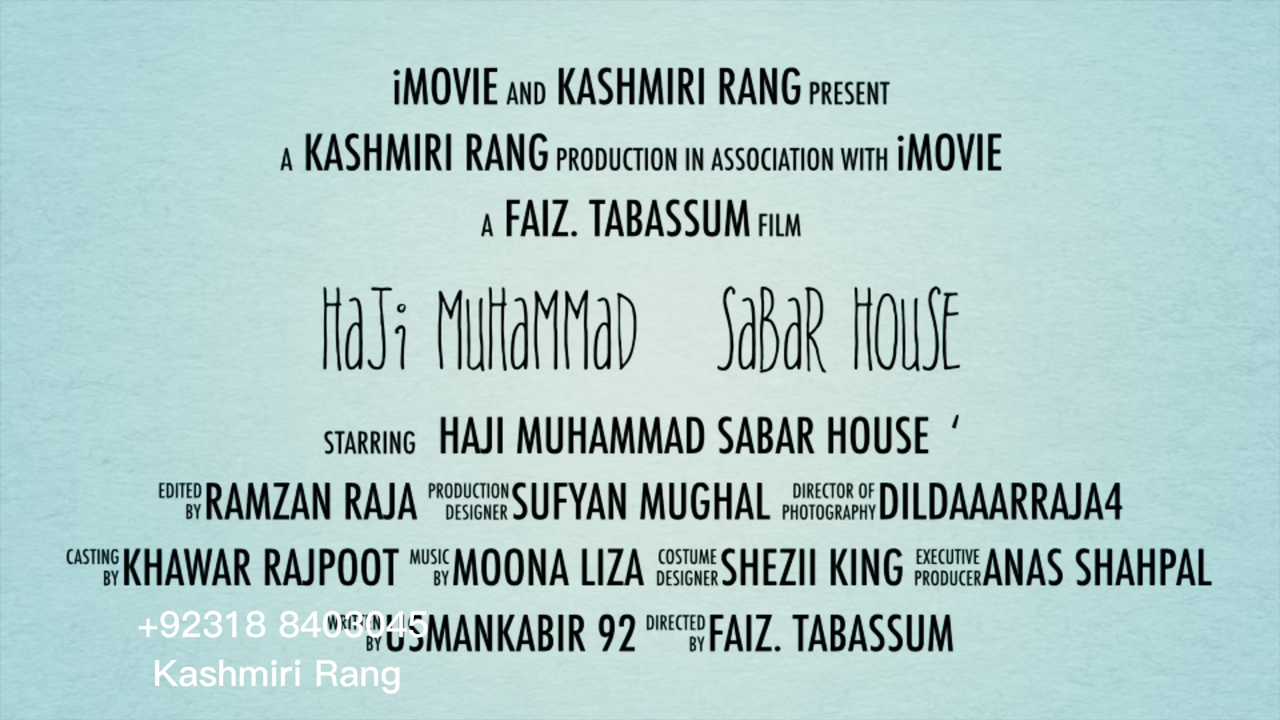 iMOVIE AND KASHMIRI RANG PRESENT
A KASHMIRI RANG PRODUCTION IN ASSOCIATION WITH iMOVIE
A FAIZ. TABASSUM FILM
HaJi MuHaMMaD SaBaR HOuSE
STARRING HAJI MUHAMMAD SABAR HOUSE ‘
EDITED BY RAMZAN RAJA PRODUCTION DESIGNER SUFYAN MUGHAL DIRECTOR OF PHOTOGRAPHY DILDAAARRAJA4
CASTING BY KHAWAR RAJPOOT MUSIC BY MOONA LIZA COSTUME DESIGNER SHEZII KING EXECUTIVE PRODUCER ANAS SHAHPAL
WRITTEN BY USMANKABIR 92 DIRECTED BY FAIZ. TABASSUM
+92318 8406045
Kashmiri Rang